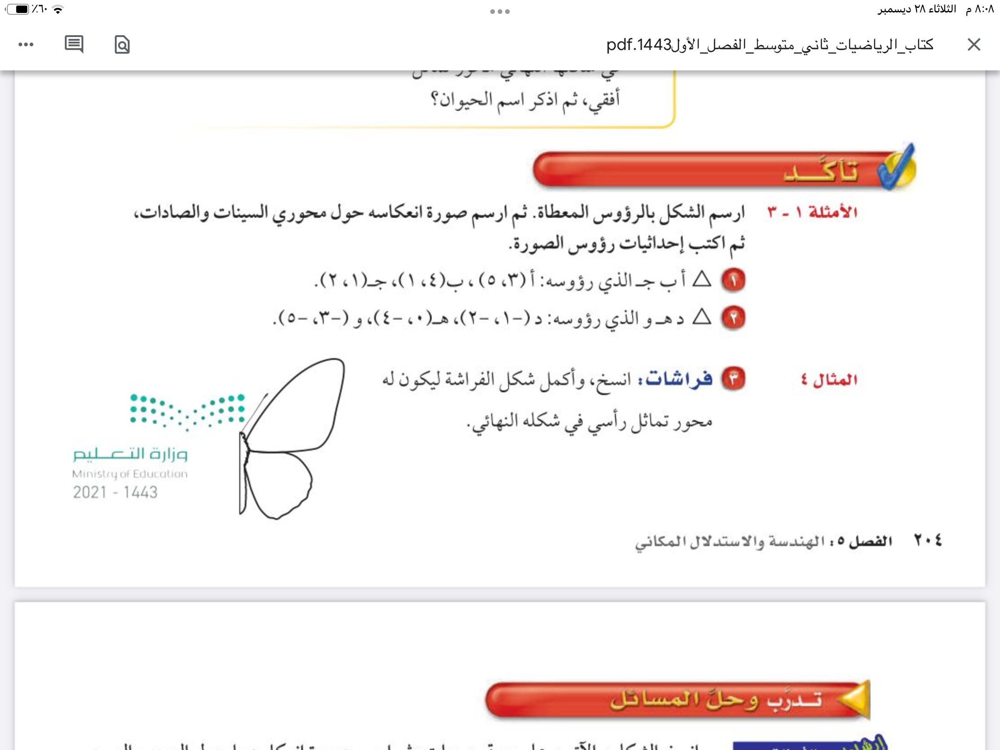 ٨:٠٨ م الثلاثاء ٢٨ ديسمبر
٪٦٠
كتاب_الرياضيات_ثاني_متوسط_الفصل_الأول1443.pdf
أفقي، ثم اذكر اسم الحيوان؟
تأكـــد
الأمثلة ١ - ٣ ارسم الشكل بالرؤوس المعطاة. ثم ارسم صورة انعكاسه حول محوري السينات والصادات،
ثم اكتب إحداثيات رؤوس الصورة.
١ △ أ ب جـ الذي رؤوسه: أ (٣، ٥) ، ب(٤، ١)، جـ(١، ٢).
٢ △ د هـ و الذي رؤوسه: د (-١، -٢)، هـ(٠، -٤)، و (-٣، -٥).
المثال ٤ ٣ فراشات: انسخ، وأكمل شكل الفراشة ليكون له
محور تماثل رأسي في شكله النهائي.
وزارة التعـليم
Ministry of Education
2021 - 1443
٢٠٤ الفصل ٥: الهندسة والاستدلال المكاني
تـدرَّب وحلَّ المسائل